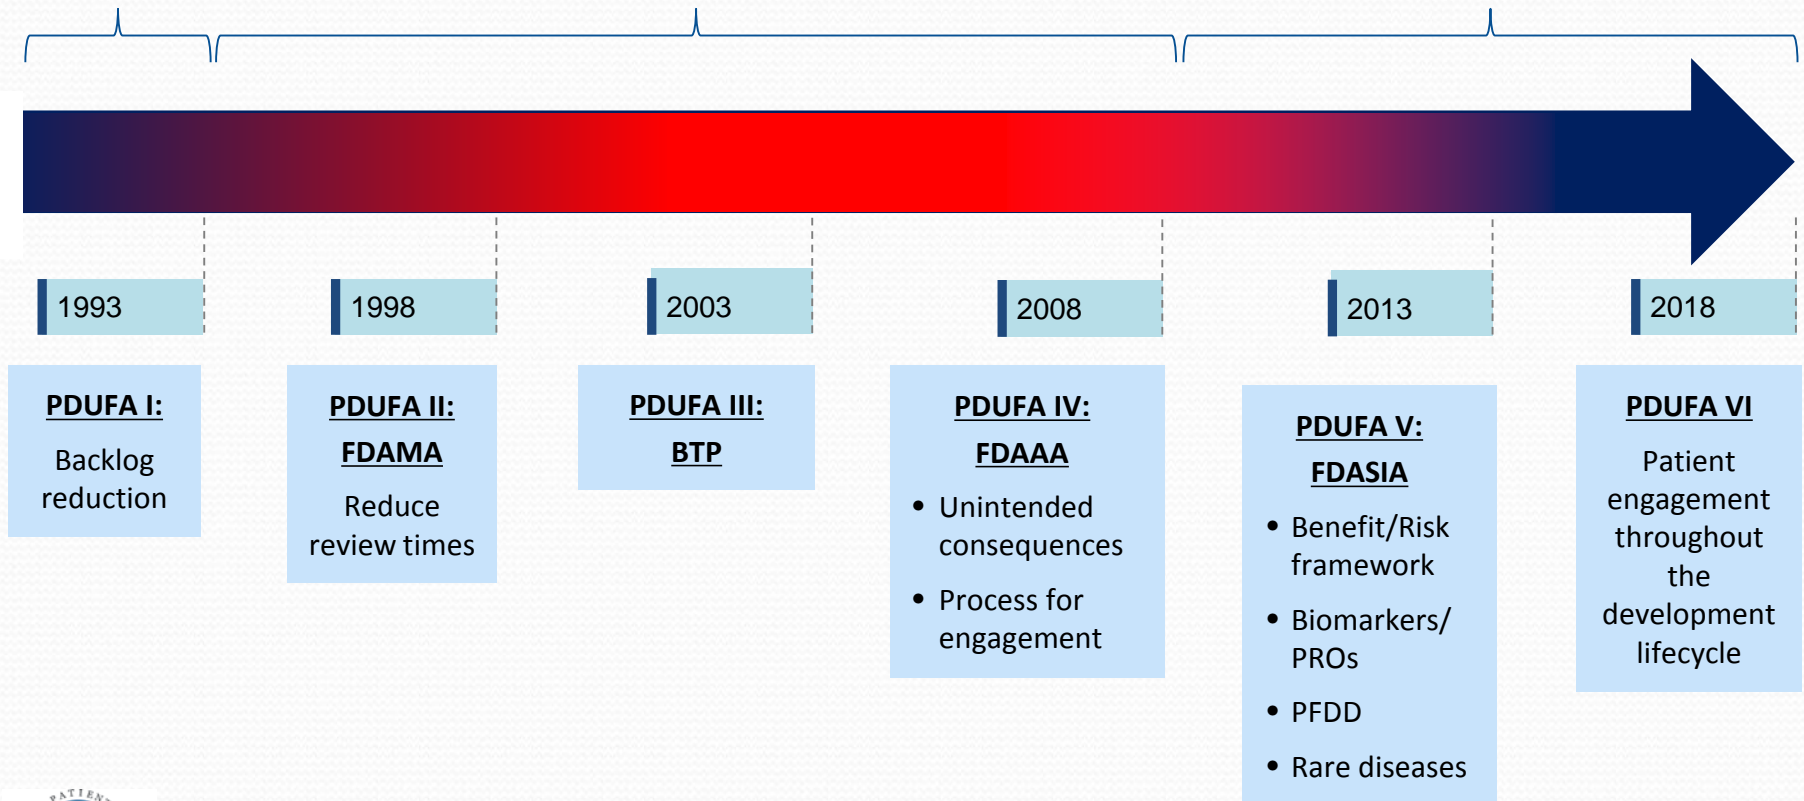 1993
1998
2003
2008
2013
2018
PDUFA I:
Backlog
reduction
PDUFA II:
FDAMA
Reduce
review times
PDUFA III:
BTP
PDUFA IV:
FDAAA
• Unintended
consequences
• Process for
engagement
PDUFA V:
FDASIA
• Benefit/Risk
framework
• Biomarkers/
PROs
• PFDD
• Rare diseases
PDUFA VI
Patient
engagement
throughout
the
development
lifecycle